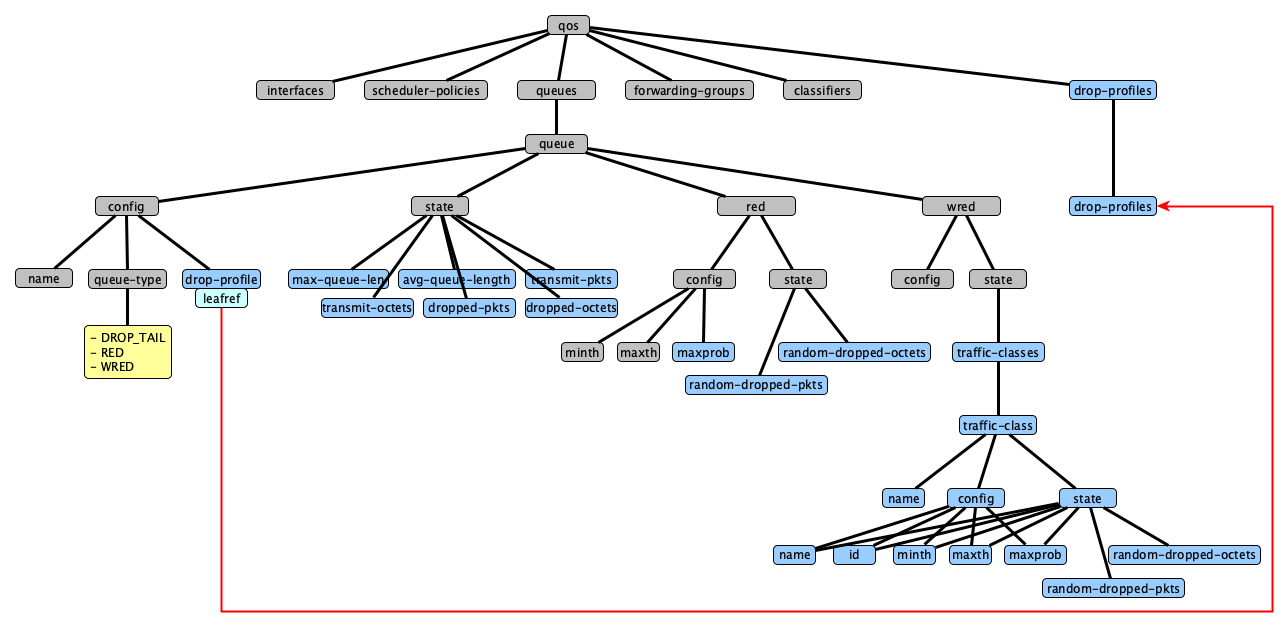 qos
interfaces
scheduler-policies
queues
forwarding-groups
classifiers
drop-profiles
queue
config
state
red
wred
drop-profiles
name
queue-type
drop-profile
leafref
max-queue-len
avg-queue-length
transmit-pkts
transmit-octets
dropped-pkts
dropped-octets
config
state
config
state
- DROP_TAIL
- RED
- WRED
minth
maxth
maxprob
random-dropped-octets
random-dropped-pkts
traffic-classes
traffic-class
name
config
state
name
id
minth
maxth
maxprob
random-dropped-octets
random-dropped-pkts